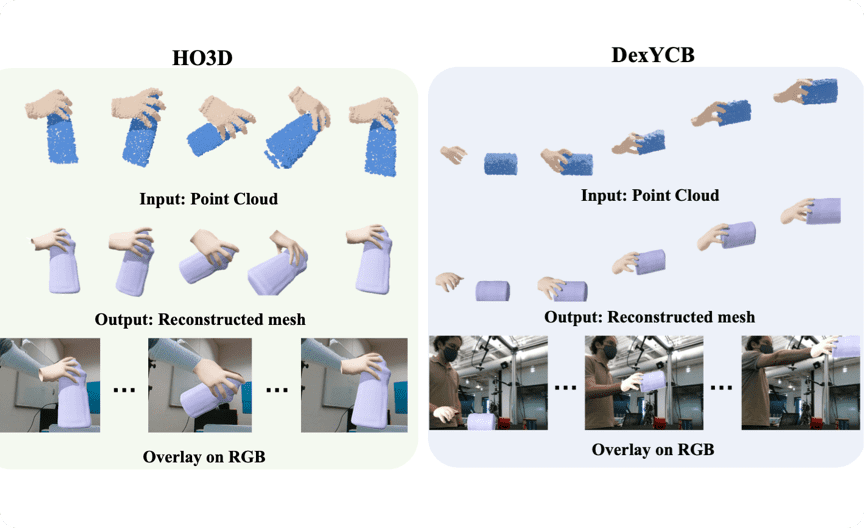 HO3D
Input: Point Cloud
Output: Reconstructed mesh
...
...
Overlay on RGB
DexYCB
Input: Point Cloud
Output: Reconstructed mesh
...
...
Overlay on RGB